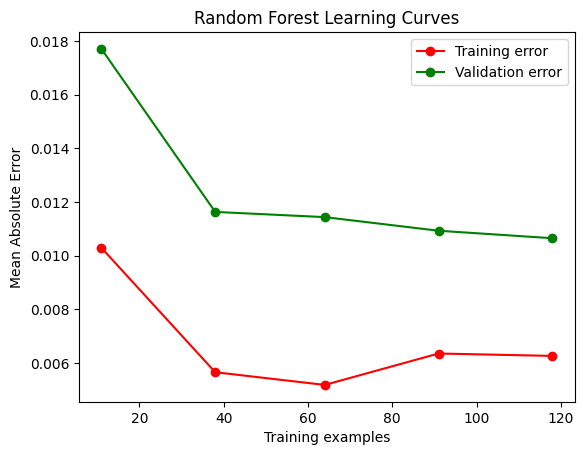 Random Forest Learning Curves
Training error
Validation error
Mean Absolute Error
0.018
0.016
0.014
0.012
0.010
0.008
0.006
20
40
60
80
100
120
Training examples